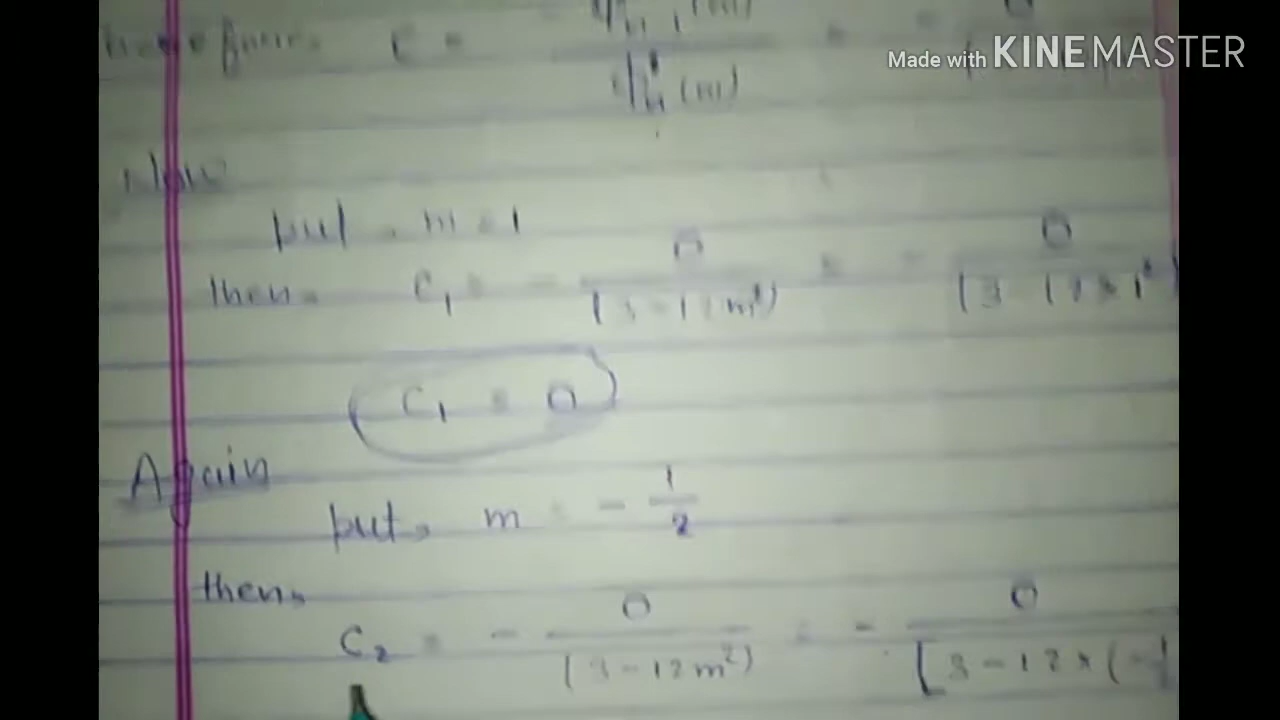 Therefore, C =
φn(m)
Made with KINEMASTER
Now
put, m = 1
then, C₁ = - 0/(3-12m²) = - 0/(3-12×1²)
C₁ = 0
Again
put, m = - 1/2
then,
C₂ = - 0/(3-12m²) = - 0/[3-12×(-